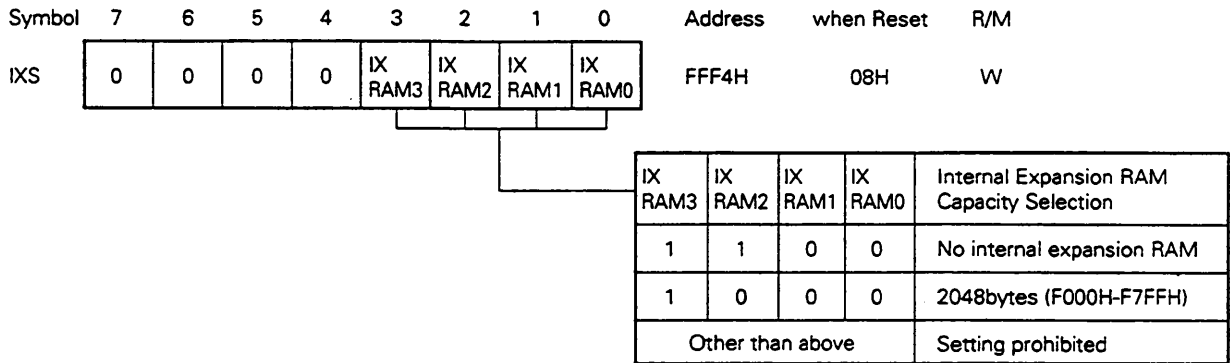 Symbol 7 6 5 4 3 2 1 0 Address when Reset R/M
IXS 0 0 0 0 IX RAM3 IX RAM2 IX RAM1 IX RAM0 FFF4H 08H W
IX RAM3 IX RAM2 IX RAM1 IX RAM0 Internal Expansion RAM Capacity Selection
1 1 0 0 No internal expansion RAM
1 0 0 0 2048bytes (F000H-F7FFH)
Other than above Setting prohibited